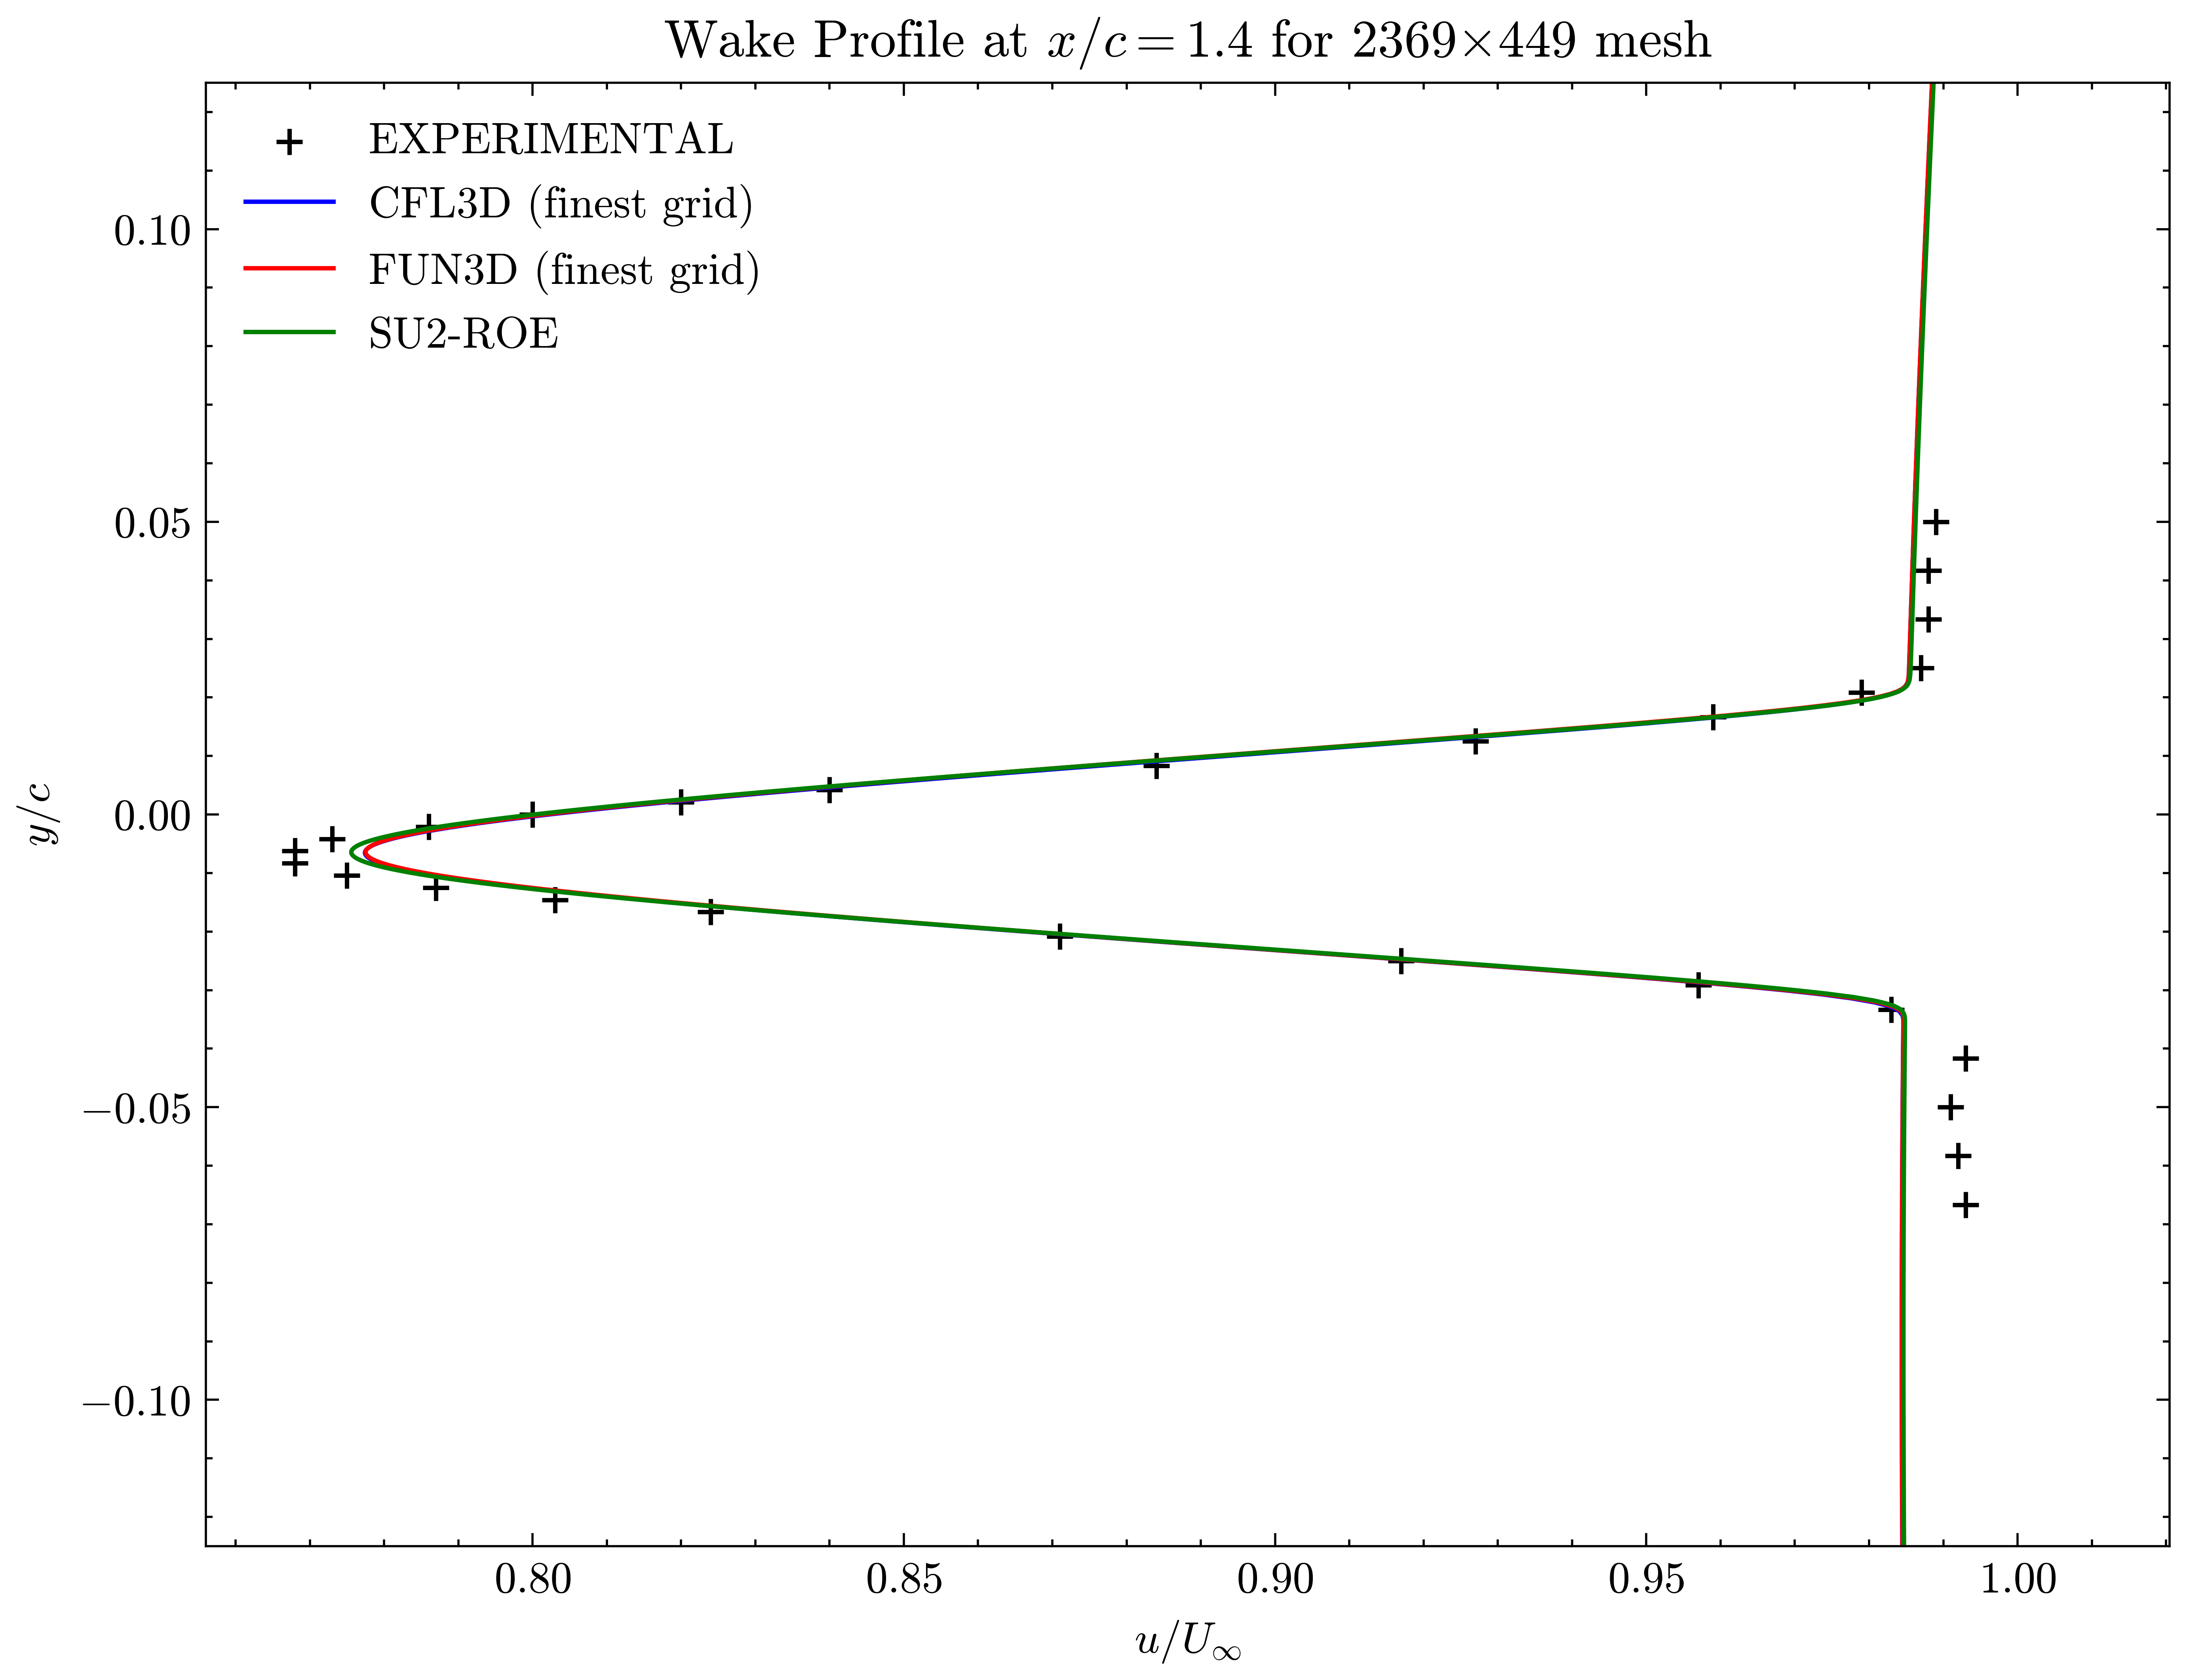 Wake Profile at x/c = 1.4 for 2369×449 mesh
EXPERIMENTAL
CFL3D (finest grid)
FUN3D (finest grid)
SU2-ROE
0.10
0.05
0.00
−0.05
−0.10
y/c
0.80 0.85 0.90 0.95 1.00
u/U∞